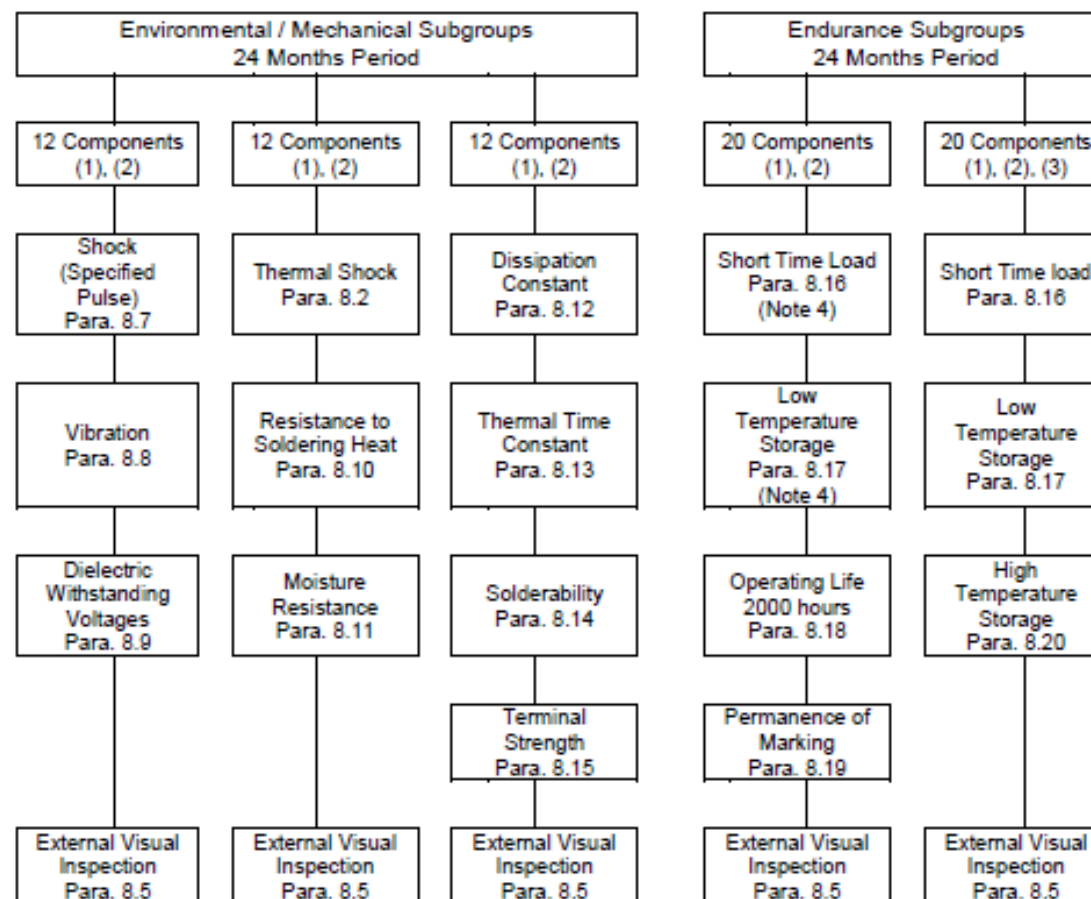 Environmental / Mechanical Subgroups
24 Months Period
Endurance Subgroups
24 Months Period
12 Components
(1), (2)
12 Components
(1), (2)
12 Components
(1), (2)
20 Components
(1), (2)
20 Components
(1), (2), (3)
Shock
(Specified
Pulse)
Para. 8.7
Thermal Shock
Para. 8.2
Dissipation
Constant
Para. 8.12
Short Time Load
Para. 8.16
(Note 4)
Short Time load
Para. 8.16
Vibration
Para. 8.8
Resistance to
Soldering Heat
Para. 8.10
Thermal Time
Constant
Para. 8.13
Low
Temperature
Storage
Para. 8.17
(Note 4)
Low
Temperature
Storage
Para. 8.17
Dielectric
Withstanding
Voltages
Para. 8.9
Moisture
Resistance
Para. 8.11
Solderability
Para. 8.14
Operating Life
2000 hours
Para. 8.18
High
Temperature
Storage
Para. 8.20
Terminal
Strength
Para. 8.15
Permanence of
Marking
Para. 8.19
External Visual
Inspection
Para. 8.5
External Visual
Inspection
Para. 8.5
External Visual
Inspection
Para. 8.5
External Visual
Inspection
Para. 8.5
External Visual
Inspection
Para. 8.5